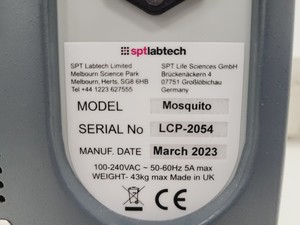 sptlabtech
SPT Labtech Limited
Melbourn Science Park
Melbourn, Herts. SG8 6HB
Tel +44 1223 627555
SPT Life Sciences GmbH
Brückenäckern 4
07751 Großlöbichau
Germany
MODEL Mosquito
SERIAL No LCP-2054
MANUF. DATE March 2023
100-240VAC ~ 50-60Hz 5A max
WEIGHT- 43kg max Made in UK
CE